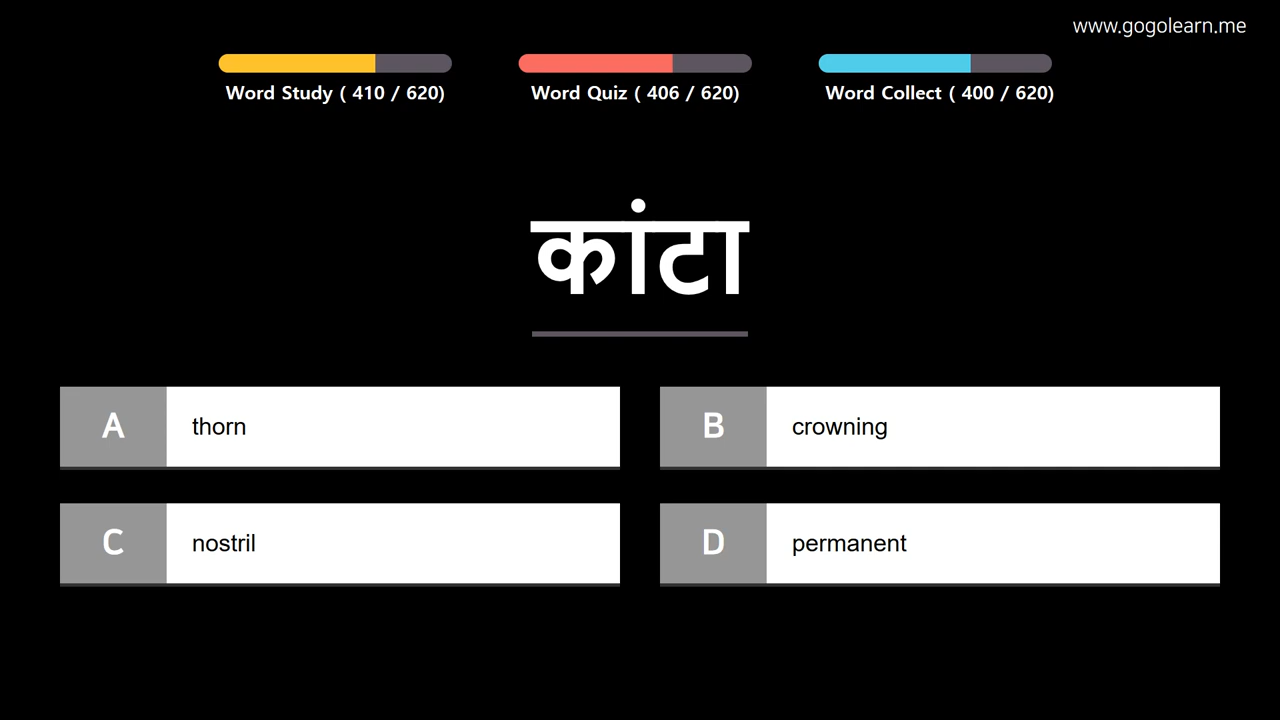 www.gogolearn.me
Word Study ( 410 / 620)
Word Quiz ( 406 / 620)
Word Collect ( 400 / 620)
कांटा
A thorn
B crowning
C nostril
D permanent